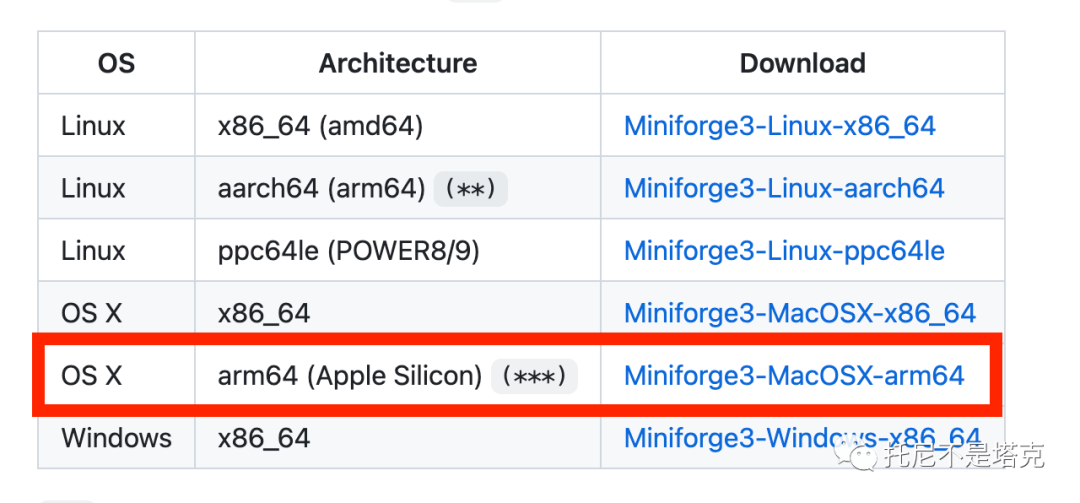 OS Architecture Download
Linux x86_64 (amd64) Miniforge3-Linux-x86_64
Linux aarch64 (arm64) (**) Miniforge3-Linux-aarch64
Linux ppc64le (POWER8/9) Miniforge3-Linux-ppc64le
OS X x86_64 Miniforge3-MacOSX-x86_64
OS X arm64 (Apple Silicon) (***) Miniforge3-MacOSX-arm64
Windows x86_64 Miniforge3-Windows-x86_64
托尼不是塔克